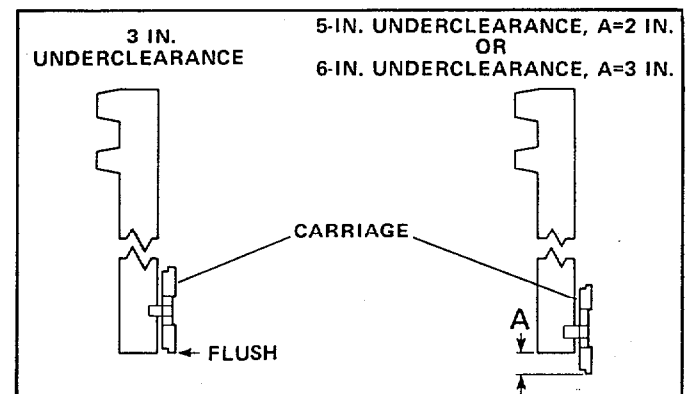 3 IN.
UNDERCLEARANCE
5-IN. UNDERCLEARANCE, A=2 IN.
OR
6-IN. UNDERCLEARANCE, A=3 IN.
CARRIAGE
A
FLUSH